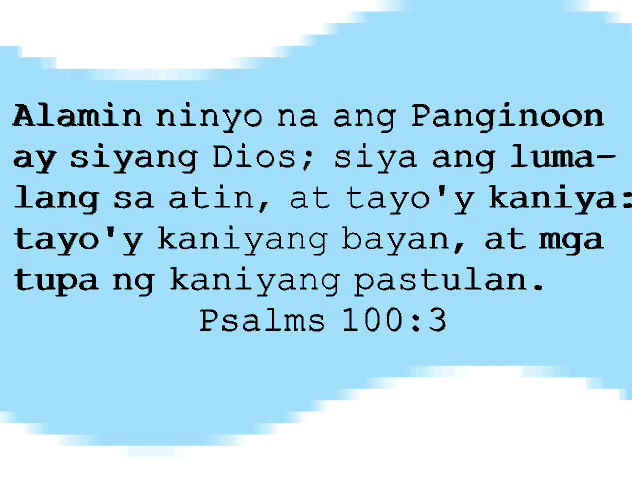 Alamin ninyo na ang Panginoon
ay siyang Dios; siya ang luma-
lang sa atin, at tayo'y kaniya:
tayo'y kaniyang bayan, at mga
tupa ng kaniyang pastulan.
Psalms 100:3